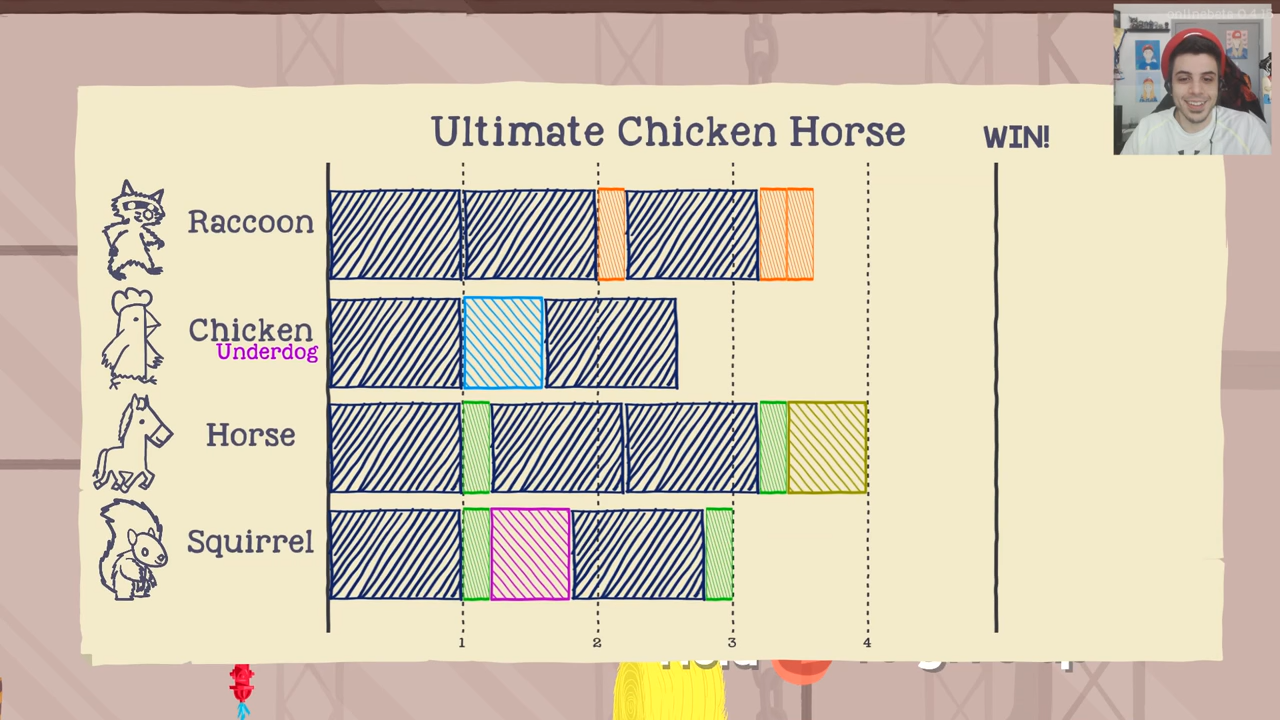 Ultimate Chicken Horse
WIN!
Raccoon
Chicken
Underdog
Horse
Squirrel
1 2 3 4